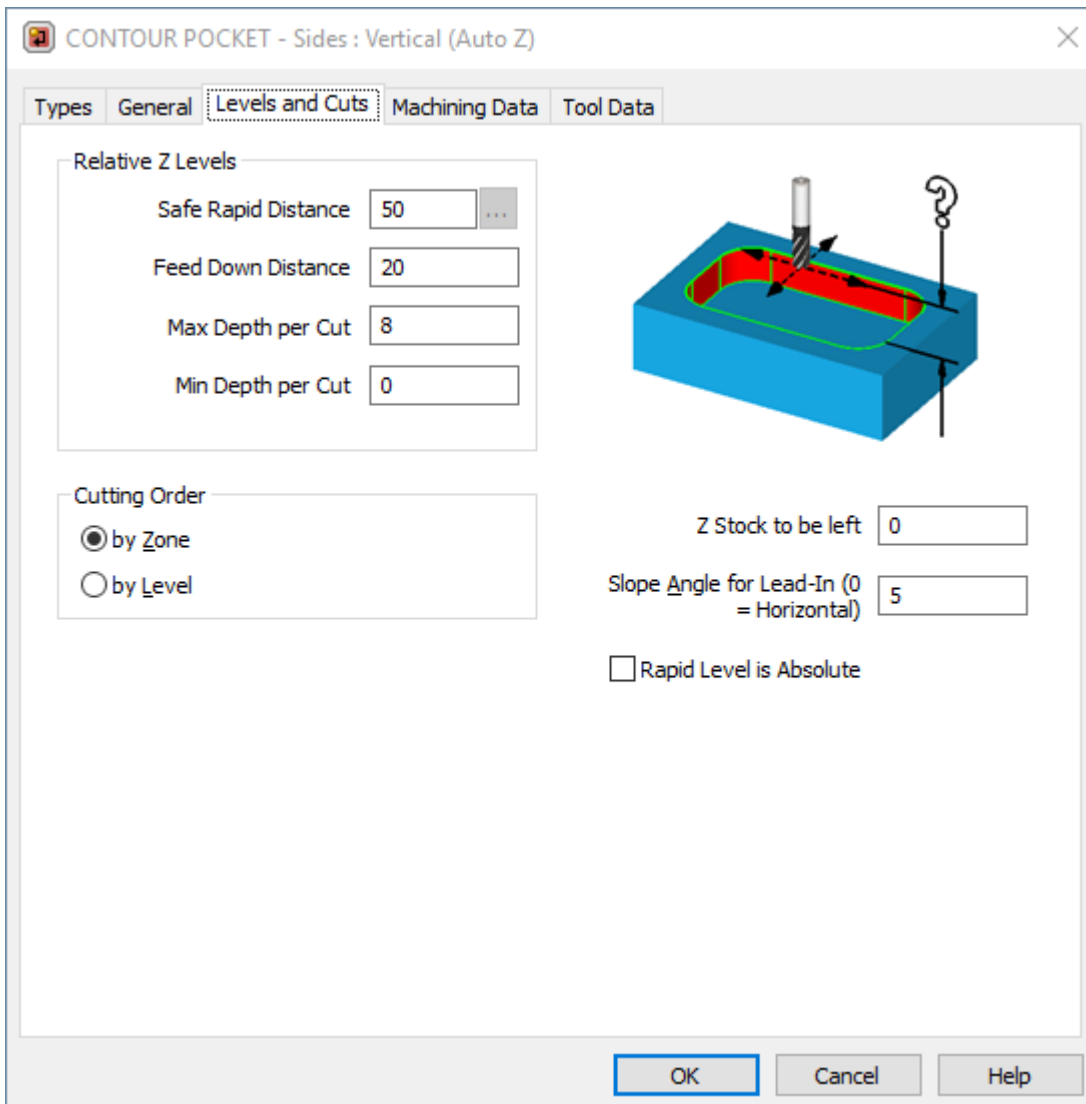 CONTOUR POCKET - Sides : Vertical (Auto Z)
Types General Levels and Cuts Machining Data Tool Data
Relative Z Levels
Safe Rapid Distance 50 ...
Feed Down Distance 20
Max Depth per Cut 8
Min Depth per Cut 0
?
Cutting Order
by Zone
by Level
Z Stock to be left 0
Slope Angle for Lead-In (0
= Horizontal) 5
Rapid Level is Absolute
OK Cancel Help